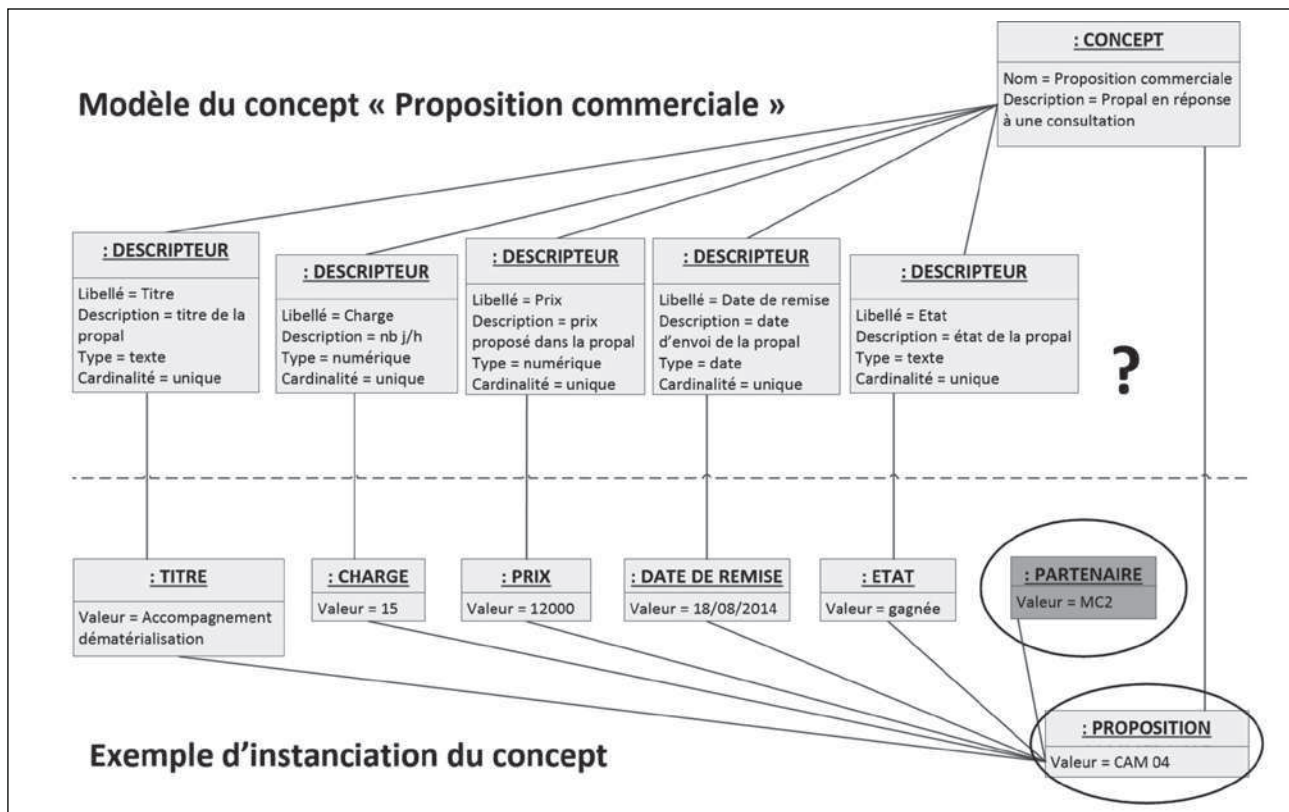 : CONCEPT
Nom = Proposition commerciale
Description = Propal en réponse
à une consultation
Modèle du concept « Proposition commerciale »
: DESCRIPTEUR
Libellé = Titre
Description = titre de la
propal
Type = texte
Cardinalité = unique
: DESCRIPTEUR
Libellé = Charge
Description = nb j/h
Type = numérique
Cardinalité = unique
: DESCRIPTEUR
Libellé = Prix
Description = prix
proposé dans la propal
Type = numérique
Cardinalité = unique
: DESCRIPTEUR
Libellé = Date de remise
Description = date
d'envoi de la propal
Type = date
Cardinalité = unique
: DESCRIPTEUR
Libellé = Etat
Description = état de la propal
Type = texte
Cardinalité = unique
?
: TITRE
Valeur = Accompagnement
dématérialisation
: CHARGE
Valeur = 15
: PRIX
Valeur = 12000
: DATE DE REMISE
Valeur = 18/08/2014
: ETAT
Valeur = gagnée
: PARTENAIRE
Valeur = MC2
: PROPOSITION
Valeur = CAM 04
Exemple d'instanciation du concept